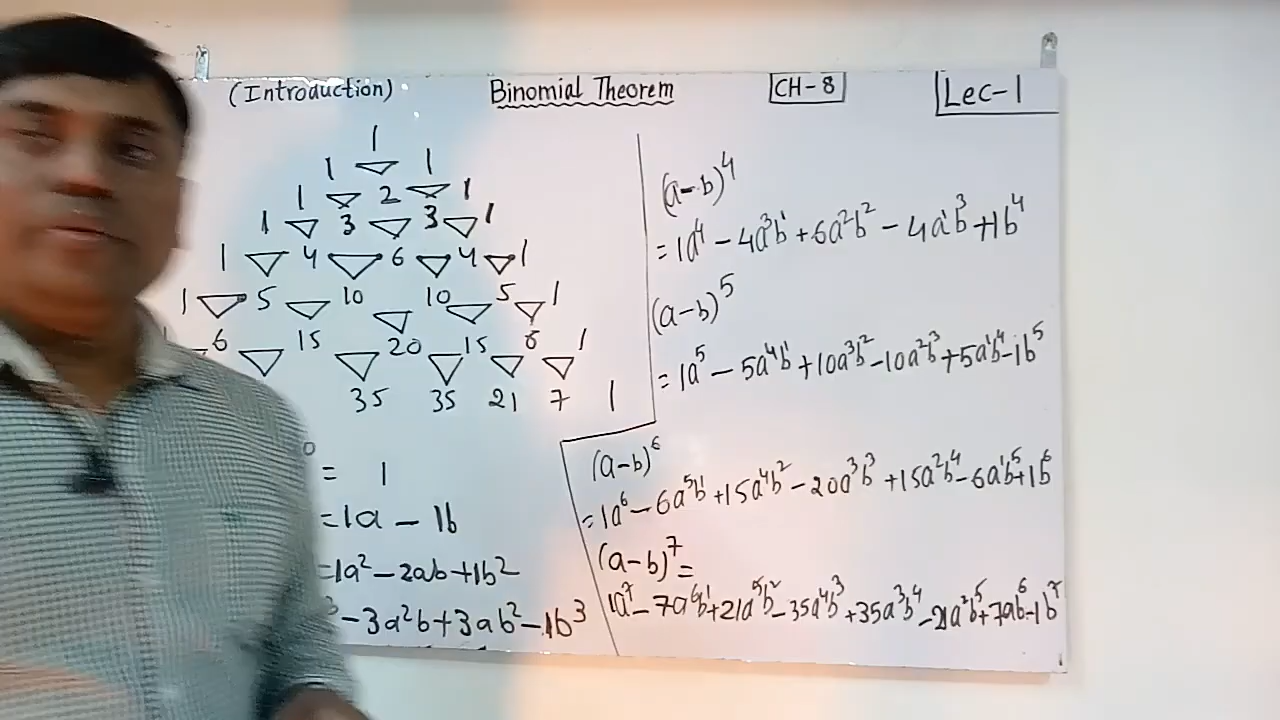 (Introduction) Binomial Theorem CH-8 Lec-1
1
1 1
1 2 1
1 3 3 1
1 4 6 4 1
1 5 10 10 5 1
6 15 20 15 6 1
35 35 21 7 1
0 = 1
= 1a - 1b
= 1a² - 2ab + 1b²
3 - 3a²b + 3ab² - 1b³
(a-b)⁴
= 1a⁴ - 4a³b¹ + 6a²b² - 4a¹b³ + 1b⁴
(a-b)⁵
= 1a⁵ - 5a⁴b¹ + 10a³b² - 10a²b³ + 5a¹b⁴ - 1b⁵
(a-b)⁶
= 1a⁶ - 6a⁵b¹ + 15a⁴b² - 20a³b³ + 15a²b⁴ - 6a¹b⁵ + 1b⁶
(a-b)⁷ =
1a⁷ - 7a⁶b¹ + 21a⁵b² - 35a⁴b³ + 35a³b⁴ - 21a²b⁵ + 7ab⁶ - 1b⁷